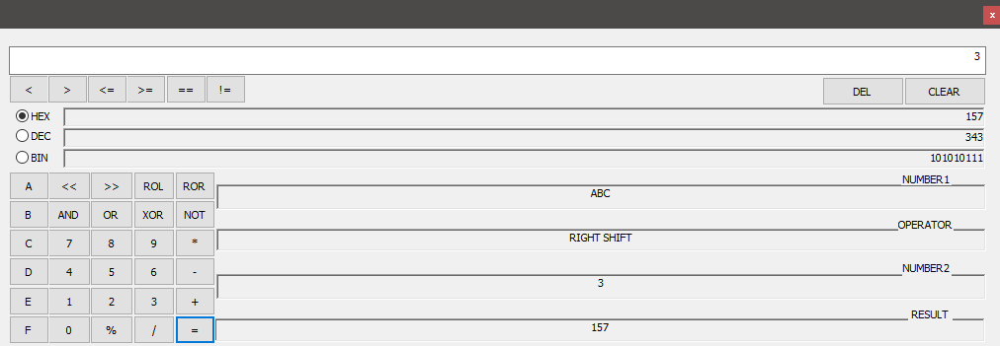 x
3
< > <= >= == != DEL CLEAR
HEX 157
DEC 343
BIN 101010111
A << >> ROL ROR NUMBER1
ABC
B AND OR XOR NOT
OPERATOR
C 7 8 9 * RIGHT SHIFT
D 4 5 6 - NUMBER2
3
E 1 2 3 +
RESULT
F 0 % / = 157